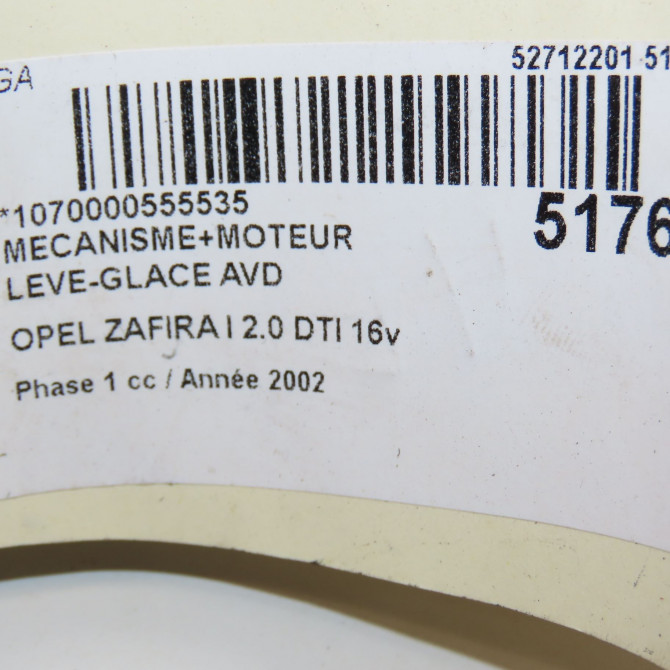 GA
52712201 51
*1070000555535
5176
MECANISME+MOTEUR
LEVE-GLACE AVD
OPEL ZAFIRA I 2.0 DTI 16v
Phase 1 cc / Année 2002